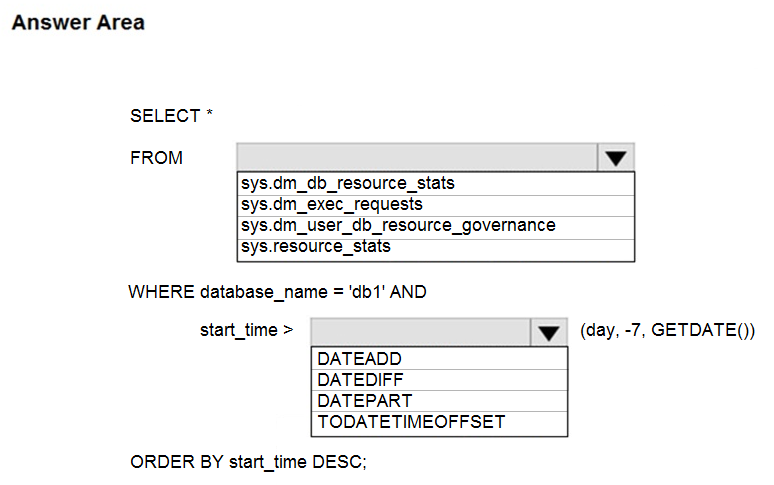 Answer Area
SELECT *
FROM
sys.dm_db_resource_stats
sys.dm_exec_requests
sys.dm_user_db_resource_governance
sys.resource_stats
WHERE database_name = 'db1' AND
start_time > (day, -7, GETDATE())
DATEADD
DATEDIFF
DATEPART
TODATETIMEOFFSET
ORDER BY start_time DESC;